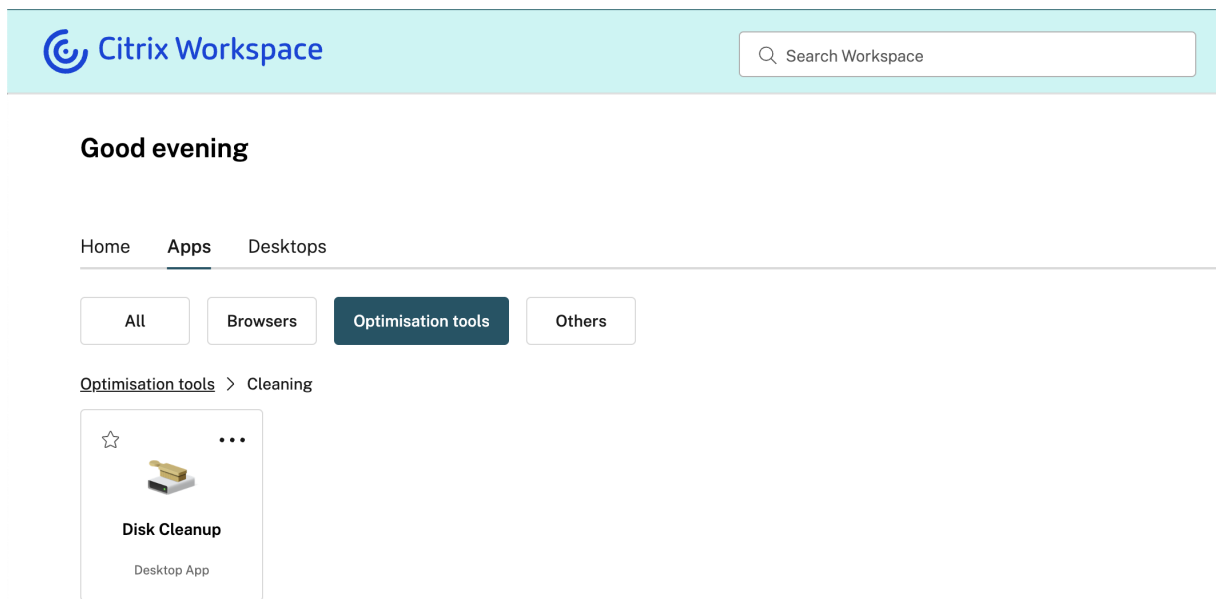 Citrix Workspace
Search Workspace
Good evening
Home Apps Desktops
All Browsers Optimisation tools Others
Optimisation tools > Cleaning
Disk Cleanup
Desktop App